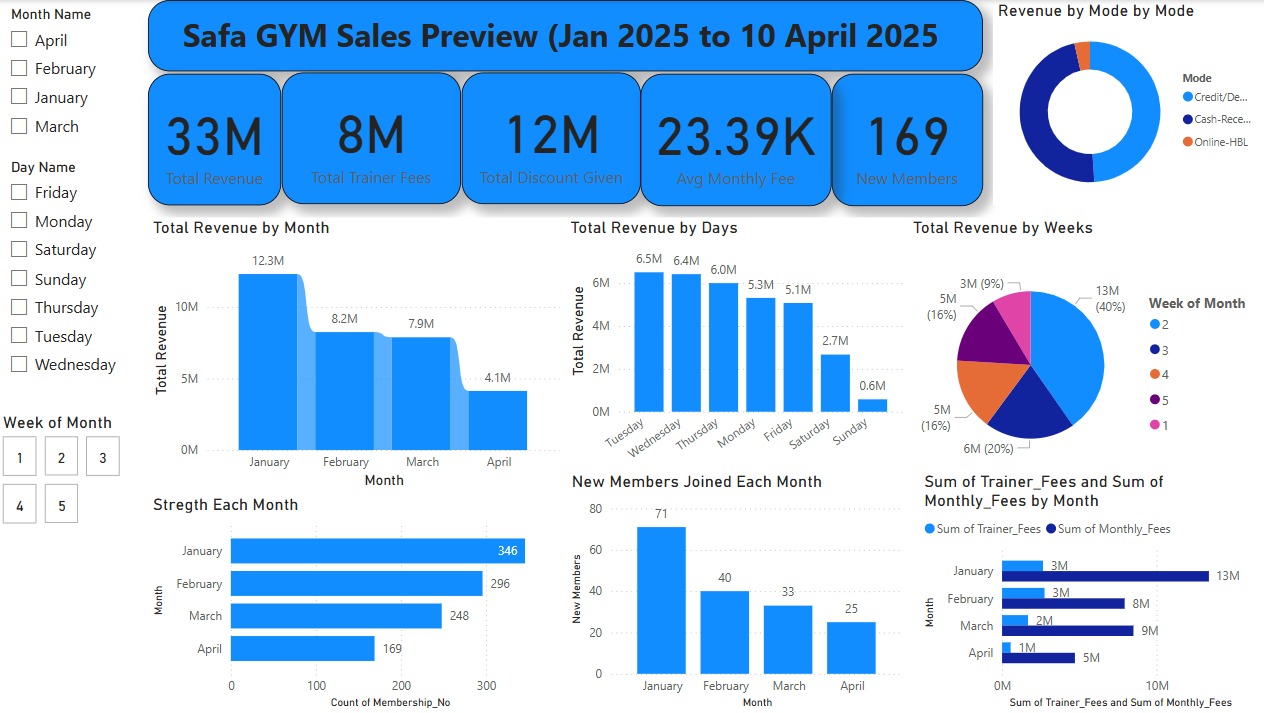 Month Name
April
February
January
March
Day Name
Friday
Monday
Saturday
Sunday
Thursday
Tuesday
Wednesday
Week of Month
1
2
3
4
5
Safa GYM Sales Preview (Jan 2025 to 10 April 2025
33M
Total Revenue
8M
Total Trainer Fees
12M
Total Discount Given
23.39K
Avg Monthly Fee
169
New Members
Revenue by Mode by Mode
Mode
Credit/De...
Cash-Rece...
Online-HBL
Total Revenue by Month
Total Revenue
10M
5M
0M
12.3M
8.2M
7.9M
4.1M
January
February
March
April
Month
Total Revenue by Days
Total Revenue
6M
4M
2M
0M
6.5M
6.4M
6.0M
5.3M
5.1M
2.7M
0.6M
Tuesday
Wednesday
Thursday
Monday
Friday
Saturday
Sunday
Total Revenue by Weeks
3M (9%)
13M
(40%)
5M
(16%)
5M
(16%)
6M (20%)
Week of Month
2
3
4
5
1
Stregth Each Month
Month
January
346
February
296
March
248
April
169
0
100
200
300
Count of Membership_No
New Members Joined Each Month
New Members
80
60
40
20
0
71
40
33
25
January
February
March
April
Month
Sum of Trainer_Fees and Sum of
Monthly_Fees by Month
Sum of Trainer_Fees
Sum of Monthly_Fees
Month
January
3M
13M
February
3M
8M
March
2M
9M
April
1M
5M
0M
10M
Sum of Trainer_Fees and Sum of Monthly_Fees